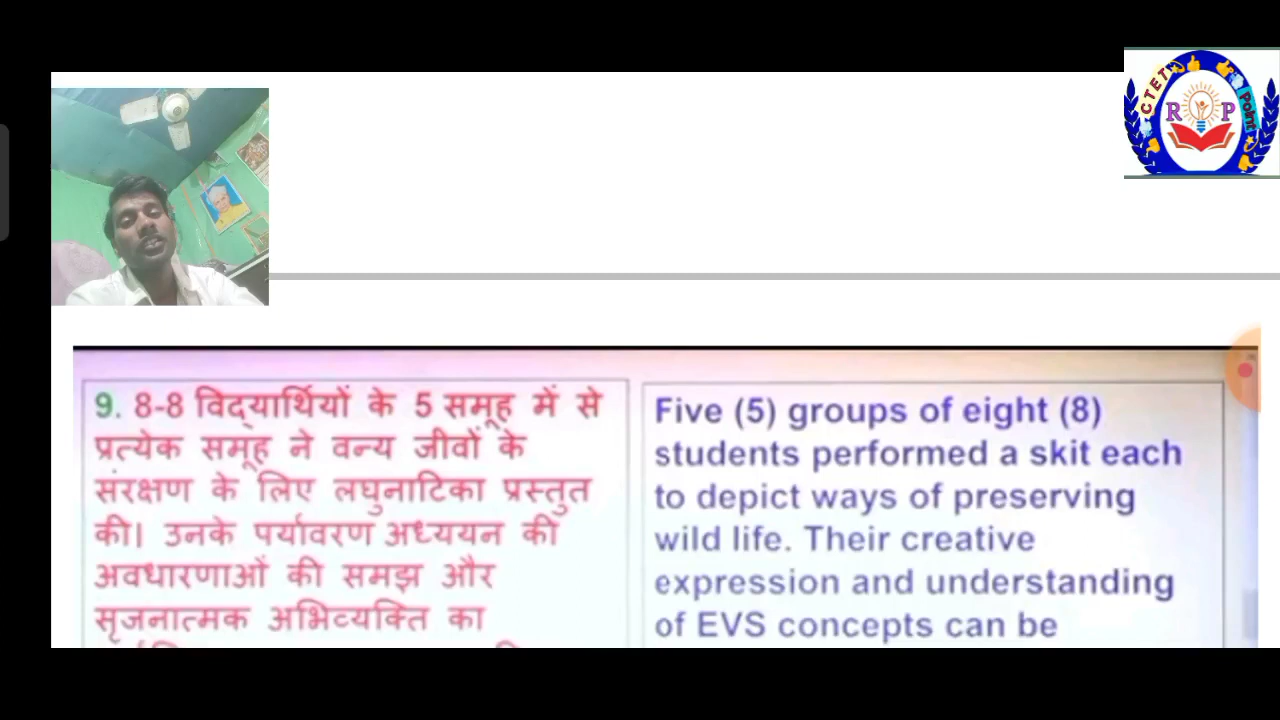 CTET
Point
R P
9. 8-8 विद्यार्थियों के 5 समूह में से
प्रत्येक समूह ने वन्य जीवों के
संरक्षण के लिए लघुनाटिका प्रस्तुत
की। उनके पर्यावरण अध्ययन की
अवधारणाओं की समझ और
सृजनात्मक अभिव्यक्ति का
Five (5) groups of eight (8)
students performed a skit each
to depict ways of preserving
wild life. Their creative
expression and understanding
of EVS concepts can be